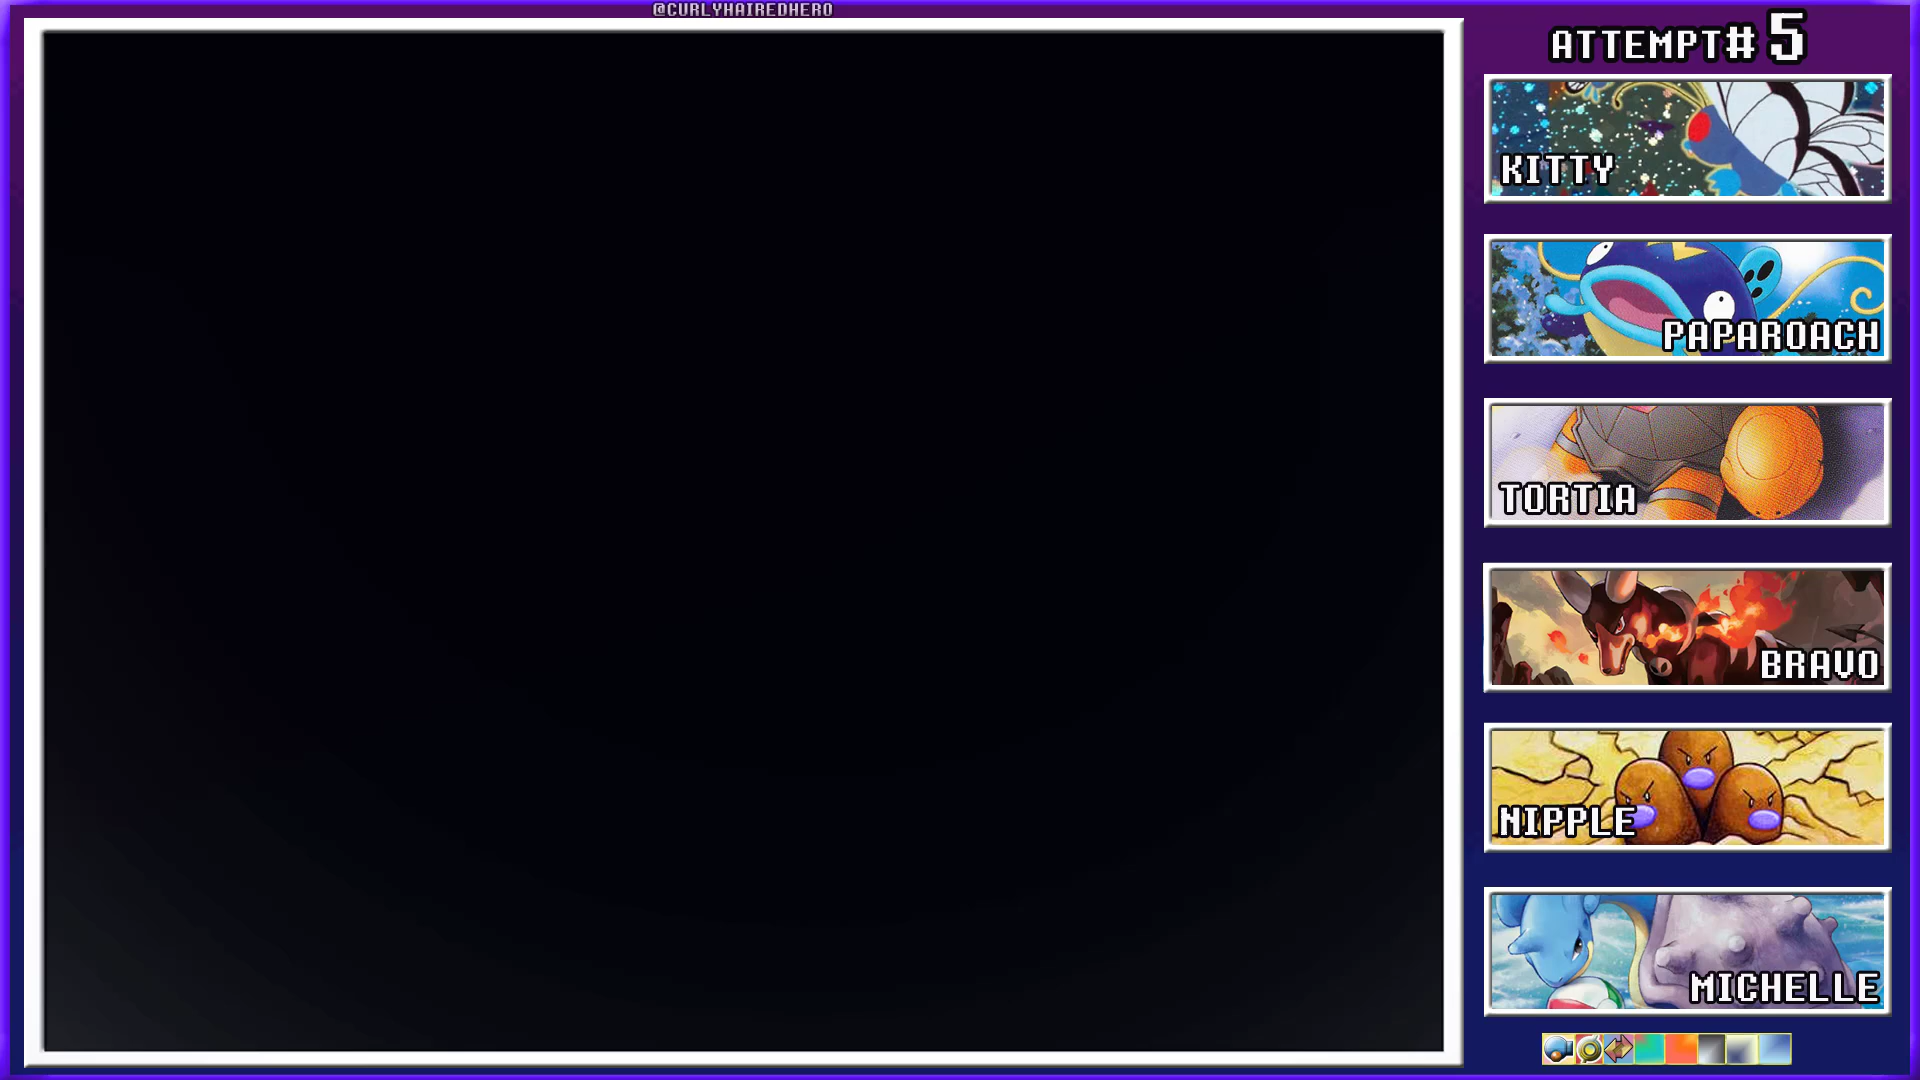 @CURLYHAIREDHERO
ATTEMPT# 5
KITTY
PAPAROACH
TORTIA
BRAVO
NIPPLE
MICHELLE